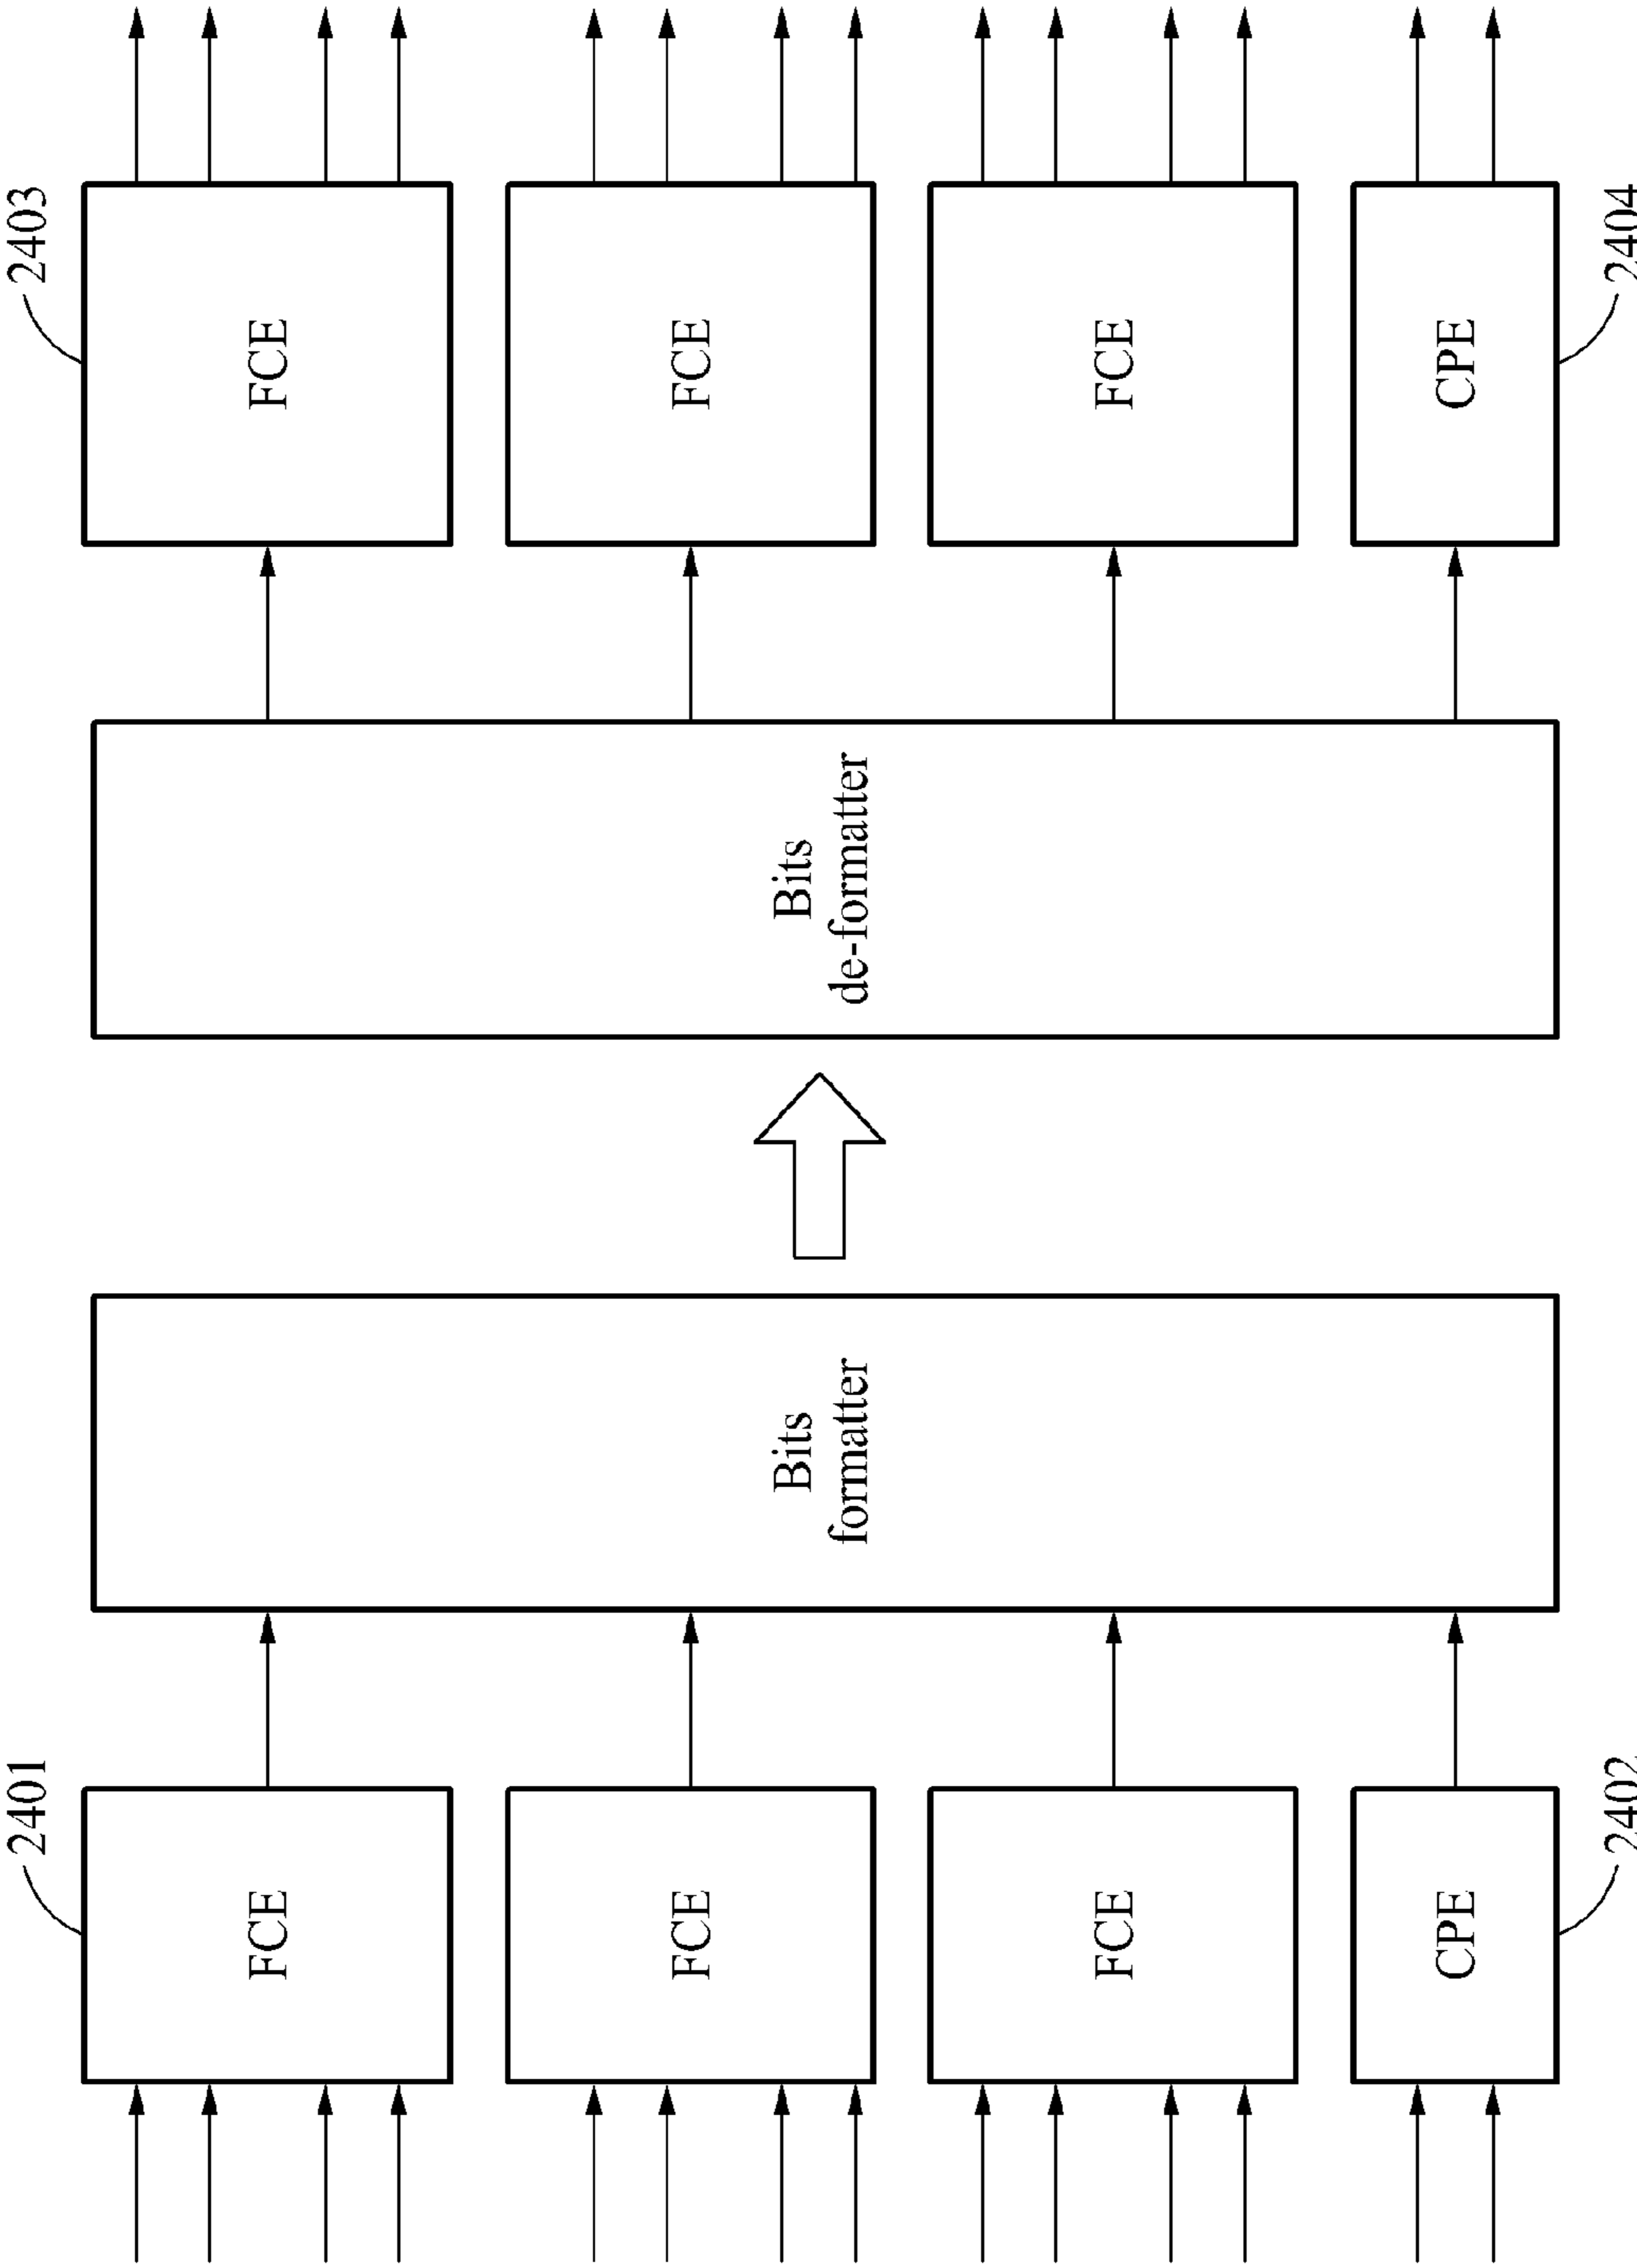 2401
2403
FCE
FCE
FCE
Bits
formatter
Bits
de-formatter
FCE
FCE
FCE
CPE
CPE
2402
2404